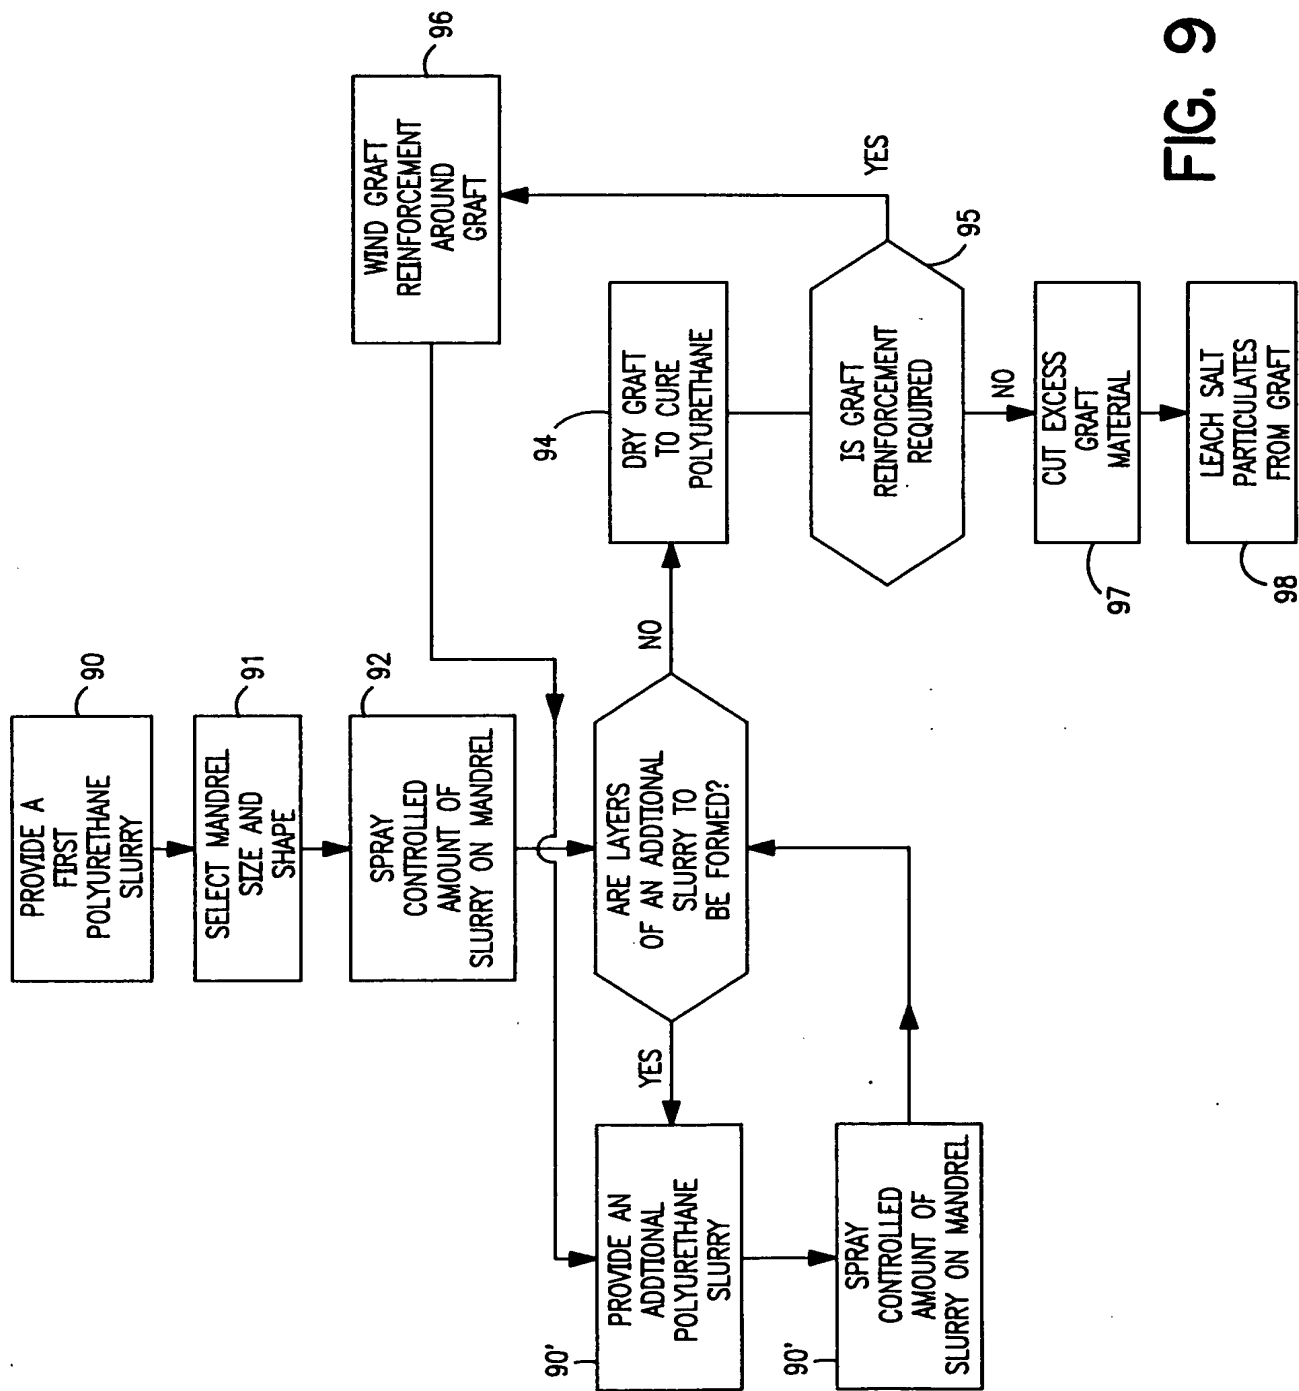 PROVIDE A
FIRST
POLYURETHANE
SLURRY
90
SELECT MANDREL
SIZE AND
SHAPE
91
SPRAY
CONTROLLED
AMOUNT OF
SLURRY ON MANDREL
92
WIND GRAFT
REINFORCEMENT
AROUND
GRAFT
96
ARE LAYERS
OF AN ADDTIONAL
SLURRY TO
BE FORMED?
YES
NO
PROVIDE AN
ADDTIONAL
POLYURETHANE
SLURRY
90'
SPRAY
CONTROLLED
AMOUNT OF
SLURRY ON MANDREL
90'
94
DRY GRAFT
TO CURE
POLYURETHANE
IS GRAFT
REINFORCEMENT
REQUIRED
95
YES
NO
CUT EXCESS
GRAFT
MATERIAL
97
LEACH SALT
PARTICULATES
FROM GRAFT
98
FIG. 9